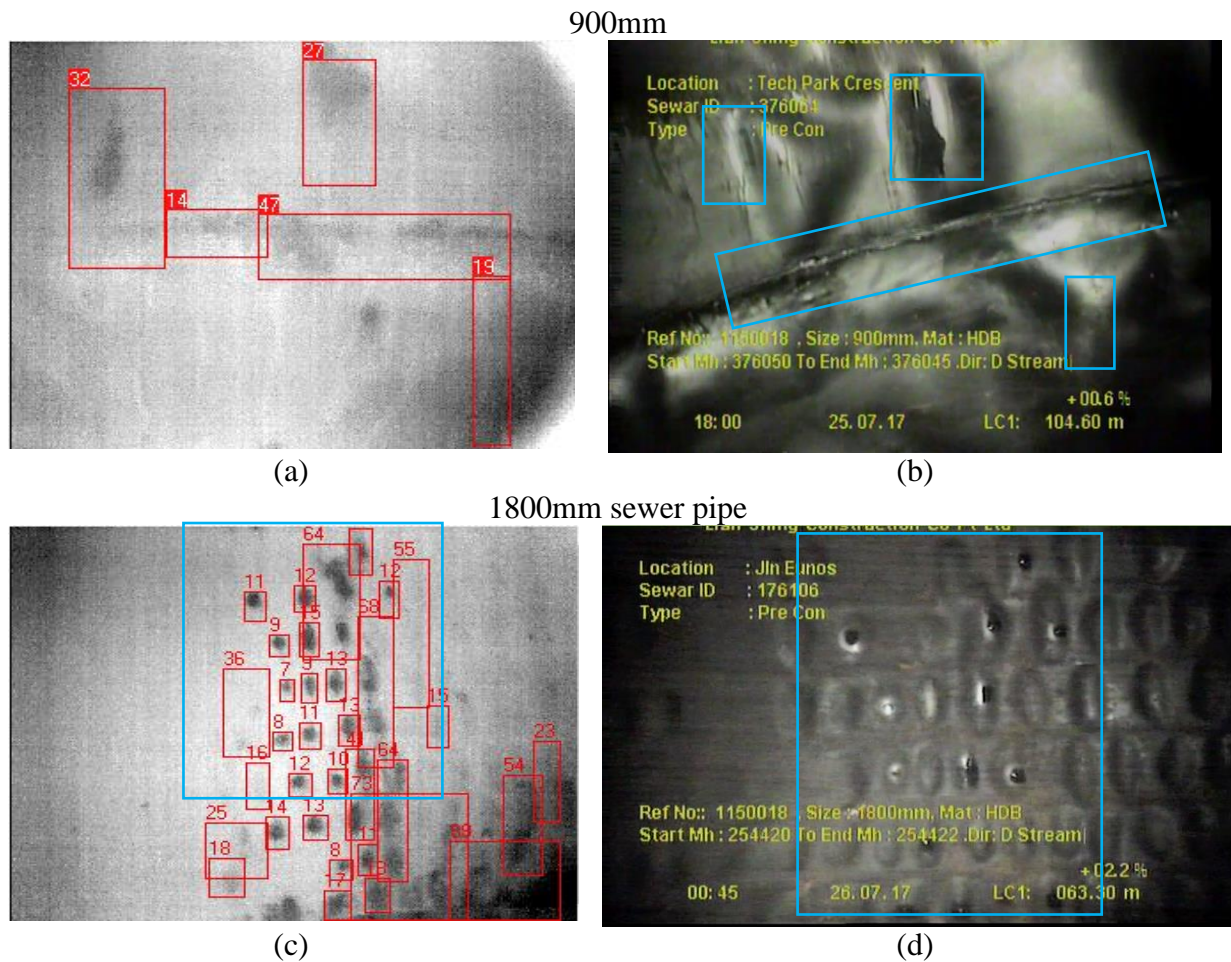 900mm
32
27
14
47
19
Location : Tech Park Crescent
Sewar ID : 376064
Type : Pre Con
Ref No:: 1150018 , Size : 900mm, Mat : HDB
Start Mh : 376050 To End Mh : 376045 .Dir: D Stream
+00.6 %
18:00 25.07.17 LC1: 104.60 m
(a) (b)
1800mm sewer pipe
64
55
11
12
12
15
68
9
36
7
9
13
15
8
11
13
23
16
12
10
64
54
25
14
13
73
18
8
17
Location : Jln Eunos
Sewar ID : 176106
Type : Pre Con
Ref No:: 1150018 , Size : 1800mm, Mat : HDB
Start Mh : 254420 To End Mh : 254422 .Dir: D Stream
+02.2 %
00:45 26.07.17 LC1: 063.30 m
(c) (d)